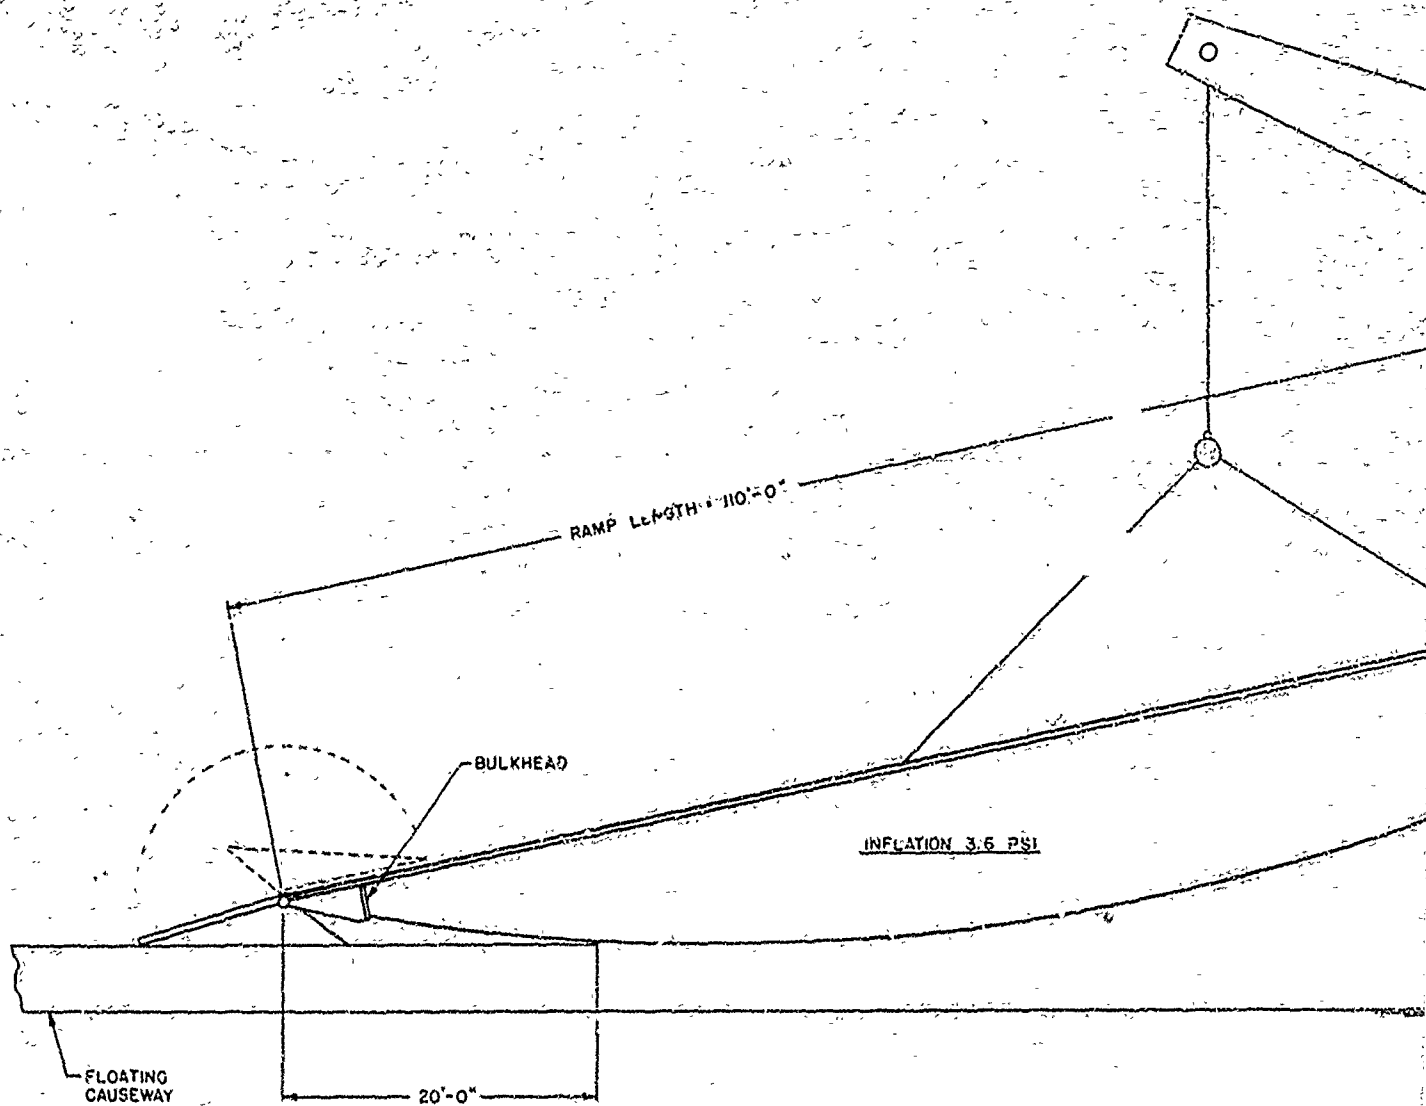 RAMP LENGTH = 110'-0"
BULKHEAD
INFLATION 3.6 PSI
FLOATING
CAUSEWAY
20'-0"